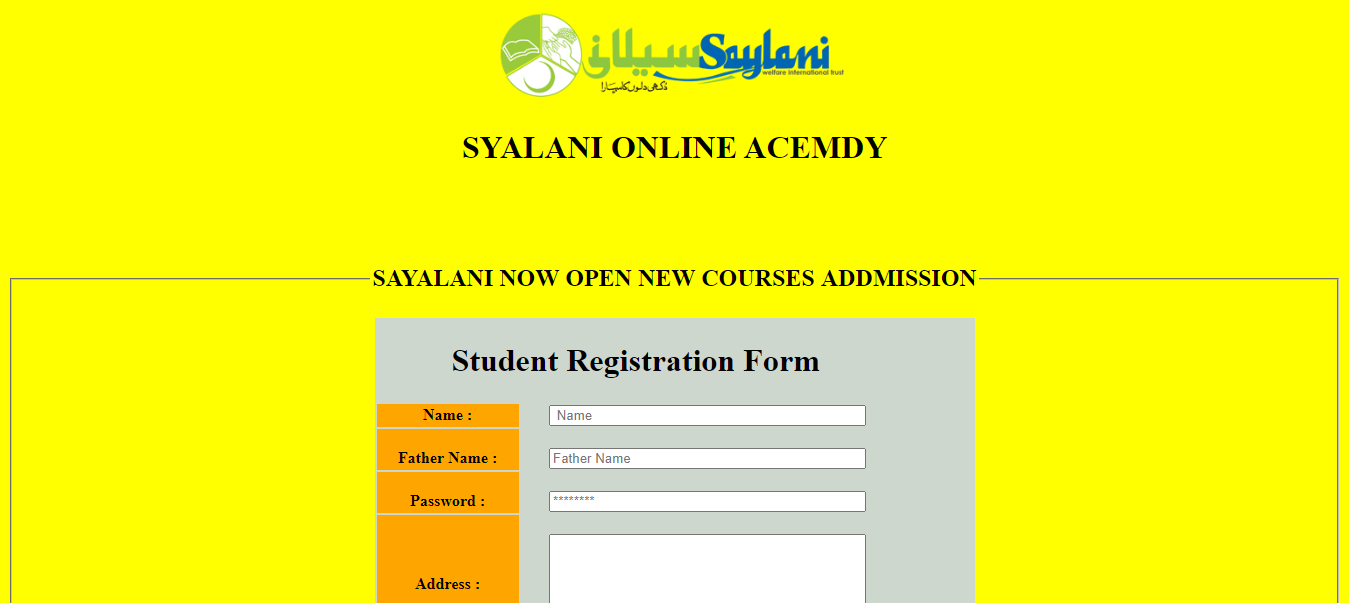 سیلانی Saylani
welfare international trust
دکھی دلوں کا سہارا!
SYALANI ONLINE ACEMDY
SAYALANI NOW OPEN NEW COURSES ADDMISSION
Student Registration Form
Name : Name
Father Name : Father Name
Password : ********
Address :